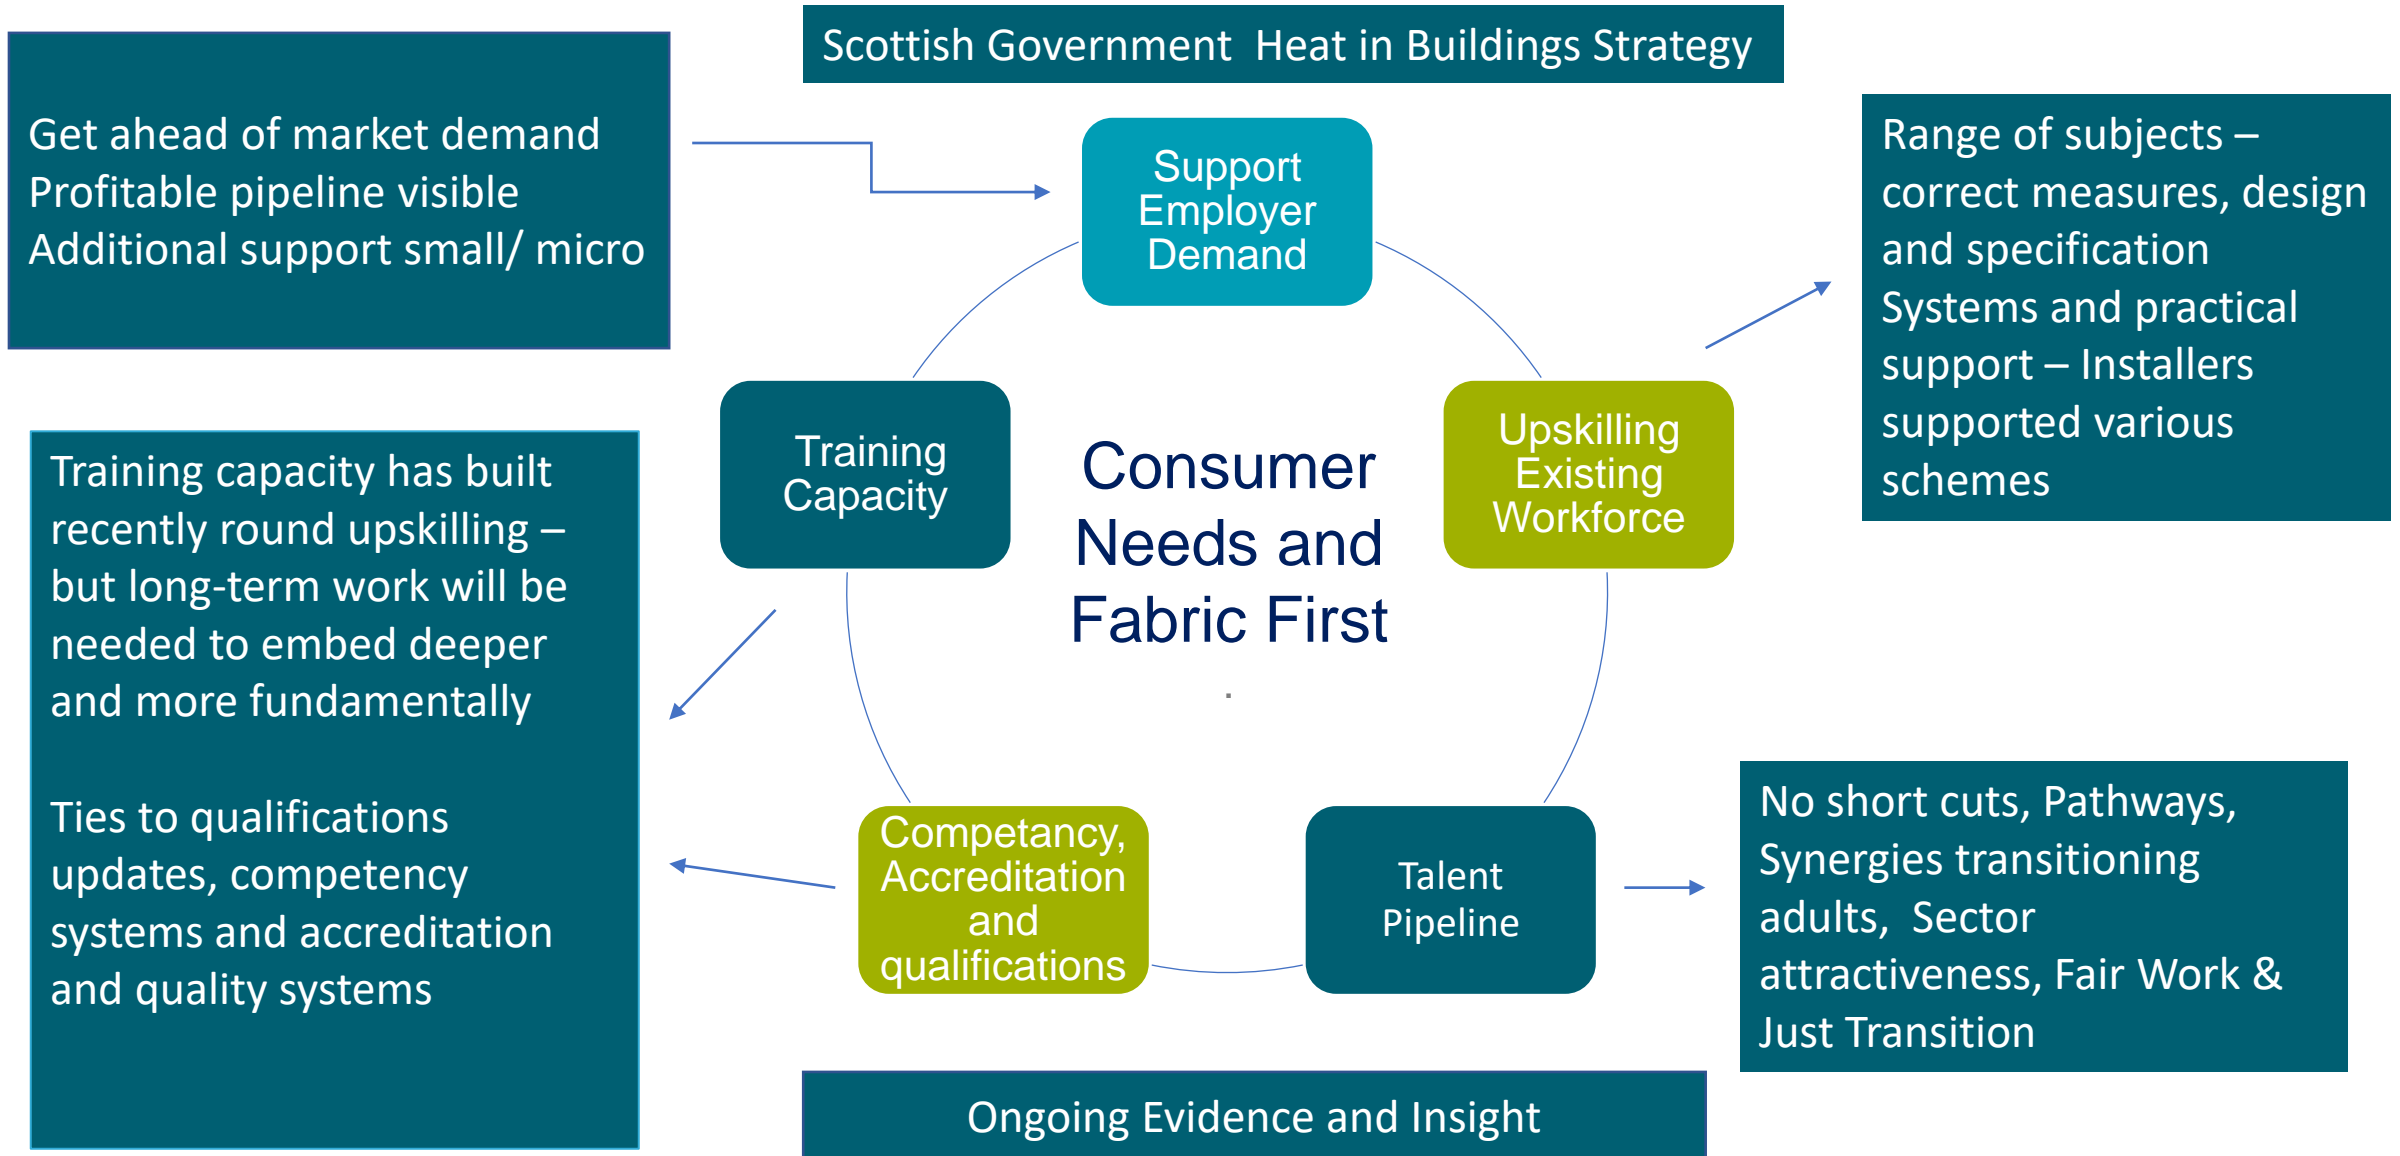 Scottish Government  Heat in Buildings Strategy
Get ahead of market demand
Profitable pipeline visible
Additional support small/ micro
Support
Employer
Demand
Range of subjects –
correct measures, design
and specification
Systems and practical
support – Installers
supported various
schemes
Training
Capacity
Upskilling
Existing
Workforce
Consumer
Needs and
Fabric First
.
Training capacity has built
recently round upskilling –
but long-term work will be
needed to embed deeper
and more fundamentally
Ties to qualifications
updates, competency
systems and accreditation
and quality systems
Competancy,
Accreditation
and
qualifications
Talent
Pipeline
No short cuts, Pathways,
Synergies transitioning
adults,  Sector
attractiveness, Fair Work &
Just Transition
Ongoing Evidence and Insight